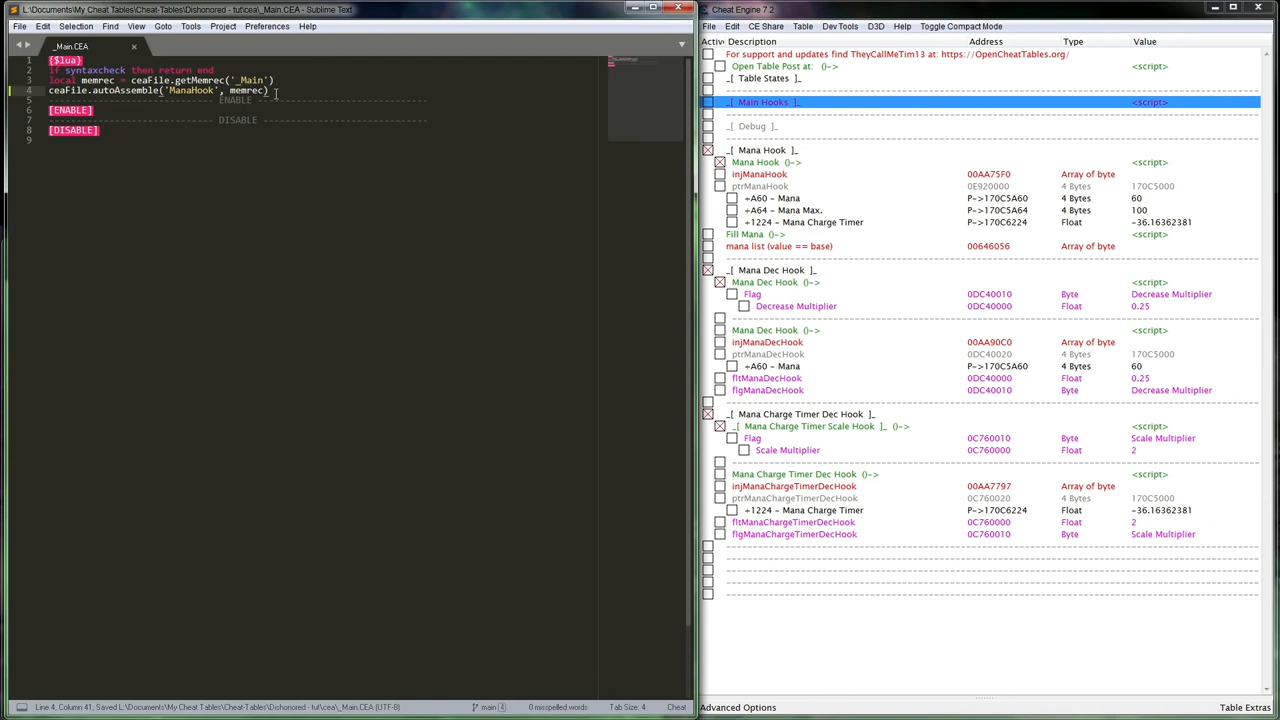 L:\Documents\My Cheat Tables\Cheat-Tables\Dishonored - tut\cea\_Main.CEA - Sublime Text
File Edit Selection Find View Goto Tools Project Preferences Help
_Main.CEA
1 {$lua}
2 if syntaxcheck then return end
3 local memrec = ceaFile.getMemrec('_Main')
4 ceaFile.autoAssemble('ManaHook', memrec)
5 ---------------------------- ENABLE ----------------------------
6 [ENABLE]
7 ---------------------------- DISABLE ----------------------------
8 [DISABLE]
9
Line 4, Column 41; Saved L:\Documents\My Cheat Tables\Cheat-Tables\Dishonored - tut\cea\_Main.CEA (UTF-8) main 4 0 misspelled words Tab Size: 4 Cheat
Cheat Engine 7.2
File Edit CE Share Table Dev Tools D3D Help Toggle Compact Mode
Active Description Address Type Value
For support and updates find TheyCallMeTim13 at: https://OpenCheatTables.org/
Open Table Post at: ()->
_[ Table States ]_
_[ Main Hooks ]_ <script>
_[ Debug ]_
_[ Mana Hook ]_
Mana Hook ()-> <script>
injManaHook 00AA75F0 Array of byte
ptrManaHook 0E920000 4 Bytes 170C5000
+A60 - Mana P->170C5A60 4 Bytes 60
+A64 - Mana Max. P->170C5A64 4 Bytes 100
+1224 - Mana Charge Timer P->170C6224 Float -36.16362381
Fill Mana ()-> <script>
mana list (value == base) 00646056 Array of byte
_[ Mana Dec Hook ]_
Mana Dec Hook ()-> <script>
Flag 0DC40010 Byte Decrease Multiplier
Decrease Multiplier 0DC40000 Float 0.25
Mana Dec Hook ()-> <script>
injManaDecHook 00AA90C0 Array of byte
ptrManaDecHook 0DC40020 4 Bytes 170C5000
+A60 - Mana P->170C5A60 4 Bytes 60
fltManaDecHook 0DC40000 Float 0.25
flgManaDecHook 0DC40010 Byte Decrease Multiplier
_[ Mana Charge Timer Dec Hook ]_
_[ Mana Charge Timer Scale Hook ]_ ()-> <script>
Flag 0C760010 Byte Scale Multiplier
Scale Multiplier 0C760000 Float 2
Mana Charge Timer Dec Hook ()-> <script>
injManaChargeTimerDecHook 00AA7797 Array of byte
ptrManaChargeTimerDecHook 0C760020 4 Bytes 170C5000
+1224 - Mana Charge Timer P->170C6224 Float -36.16362381
fltManaChargeTimerDecHook 0C760000 Float 2
flgManaChargeTimerDecHook 0C760010 Byte Scale Multiplier
Advanced Options Table Extras